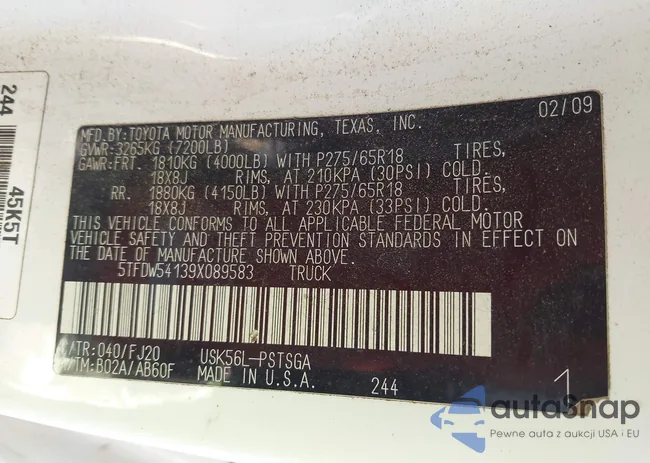 244
45K5T
MFD. BY: TOYOTA MOTOR MANUFACTURING, TEXAS, INC. 02/09
GVWR: 3265KG (7200LB)
GAWR: FRT. 1810KG (4000LB) WITH P275/65R18 TIRES,
18X8J RIMS, AT 210KPA (30PSI) COLD.
RR. 1880KG (4150LB) WITH P275/65R18 TIRES,
18X8J RIMS, AT 230KPA (33PSI) COLD.
THIS VEHICLE CONFORMS TO ALL APPLICABLE FEDERAL MOTOR
VEHICLE SAFETY AND THEFT PREVENTION STANDARDS IN EFFECT ON
THE DATE OF MANUFACTURE SHOWN ABOVE.
5TFDW54139X089583 TRUCK
C/TR: 040/FJ20 USK56L-PSTSGA
A/TM: B02A/AB60F MADE IN U.S.A. 244 1
autoSnap
Pewne auta z aukcji USA i EU